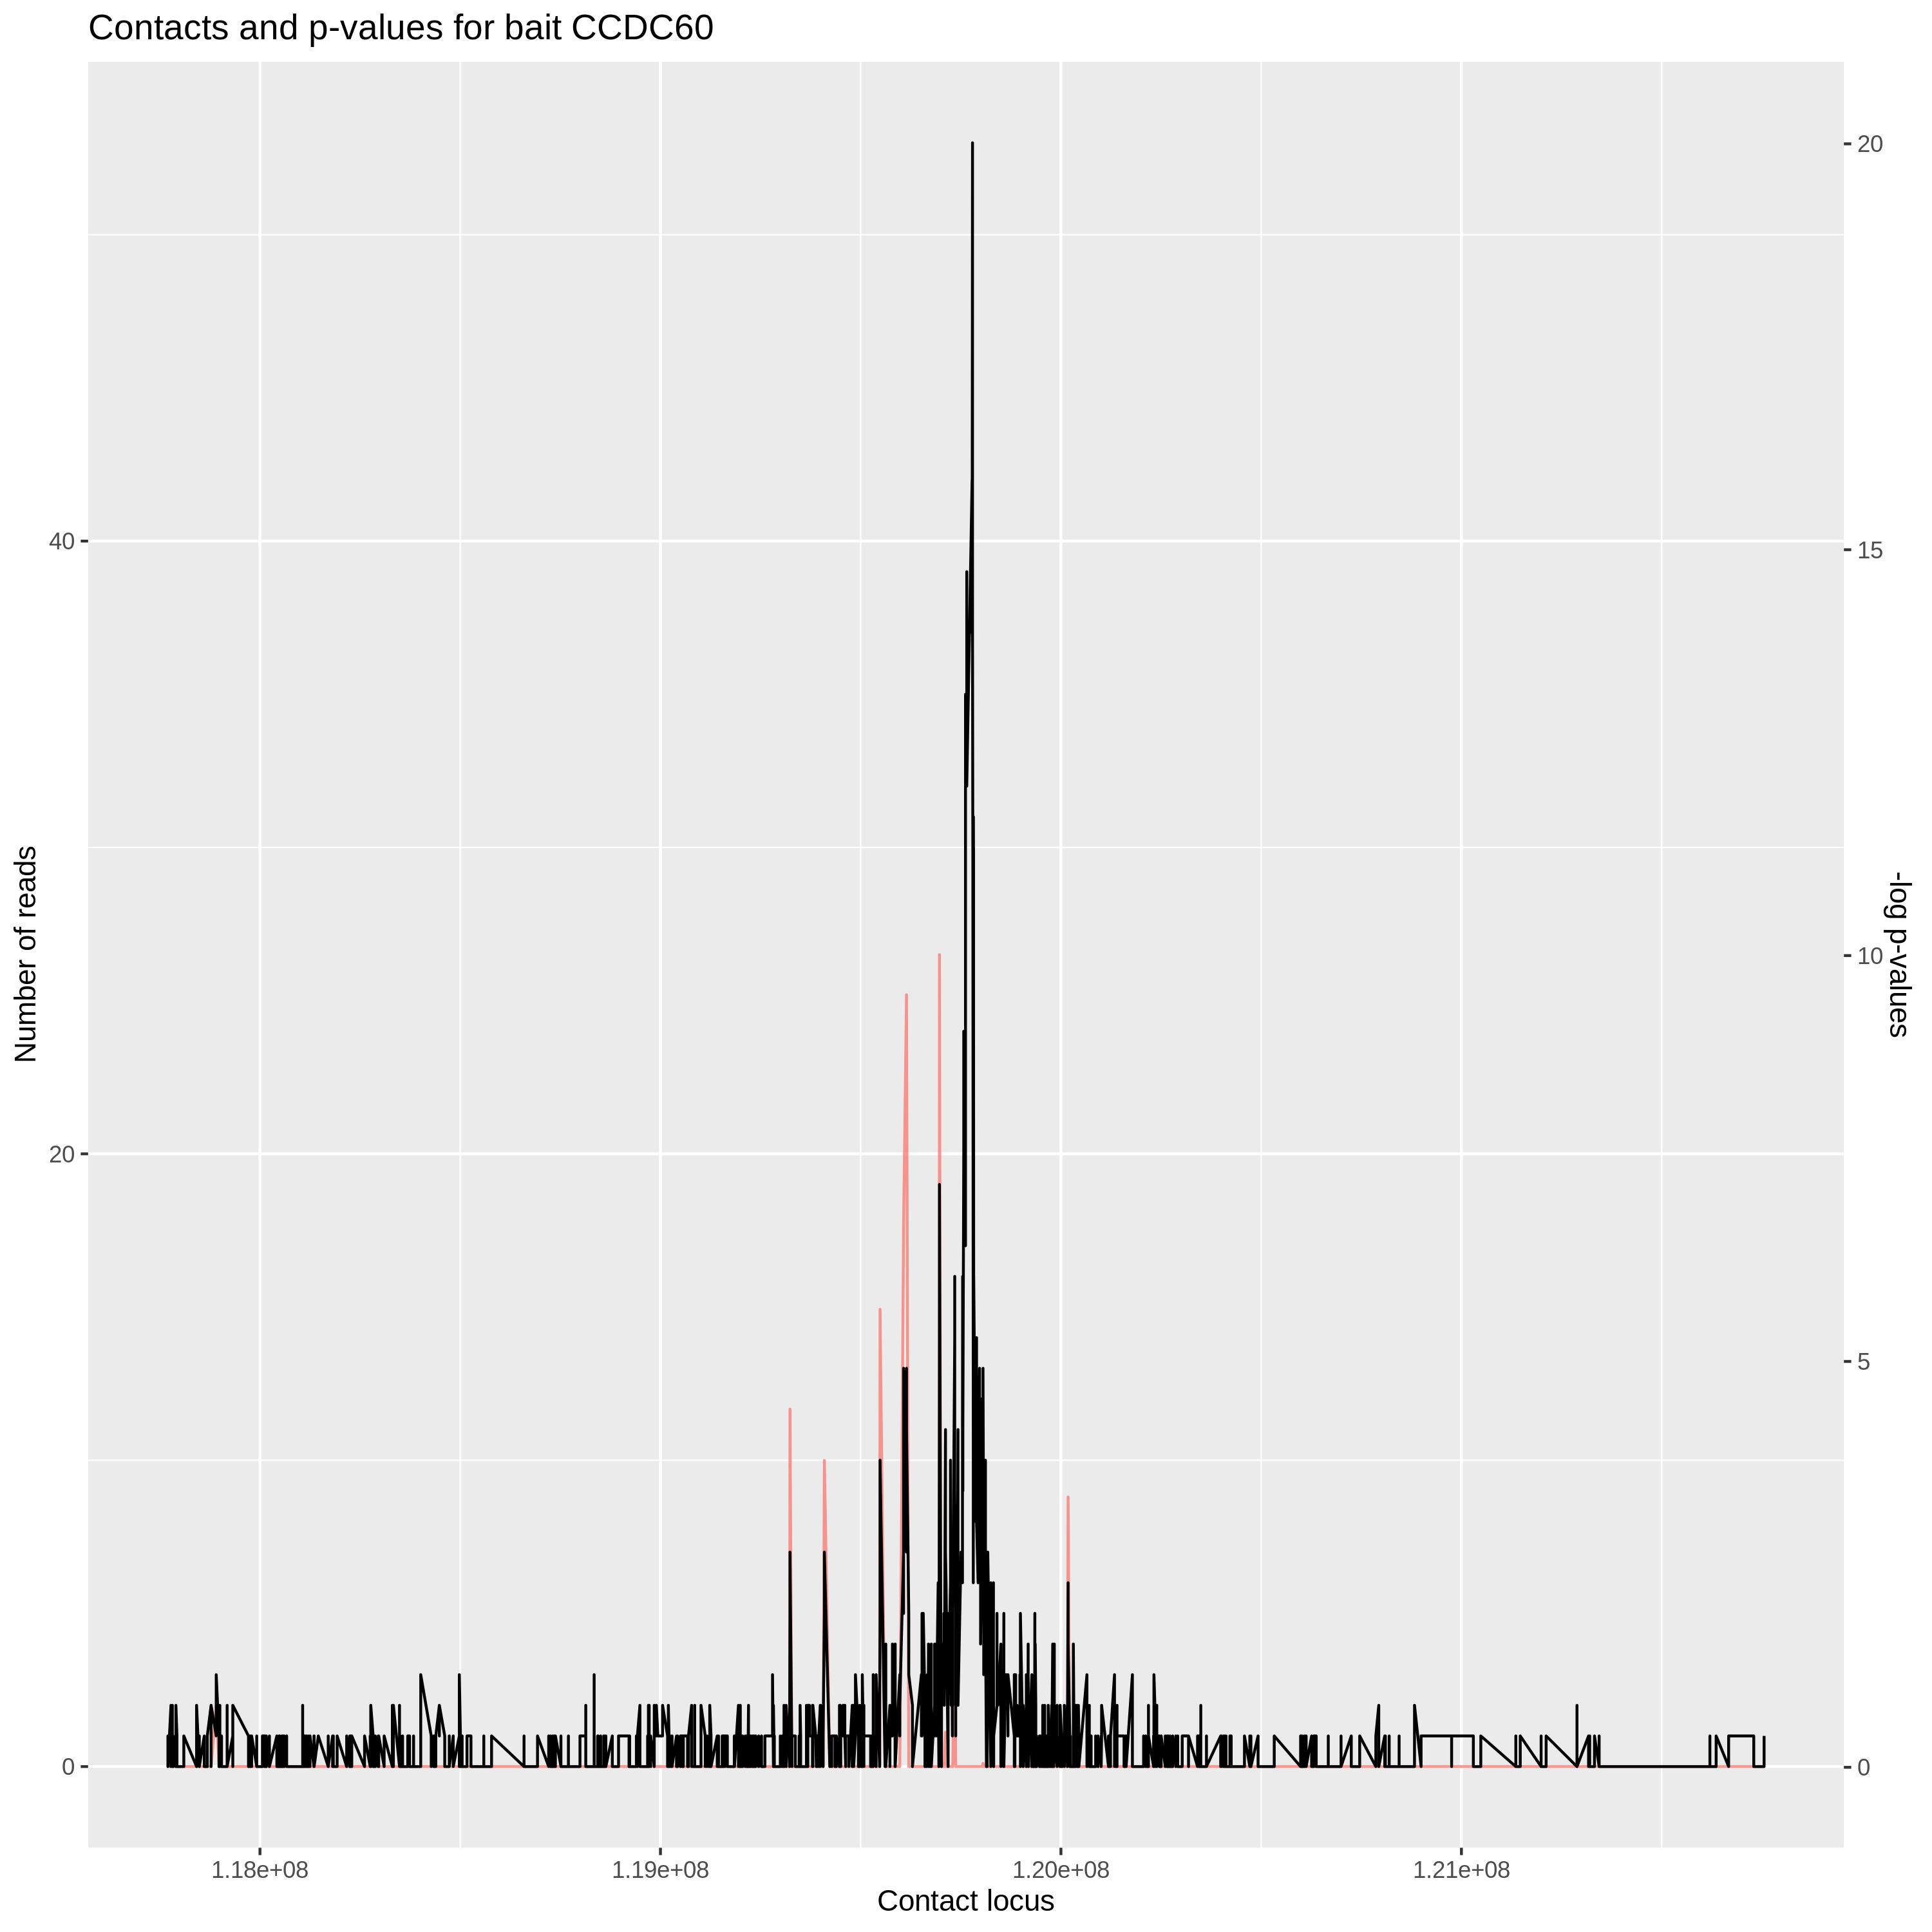 Contacts and p-values for bait CCDC60
Number of reads
40
20
0
20
15
10
5
0
-log p-values
1.18e+08 1.19e+08 1.20e+08 1.21e+08
Contact locus